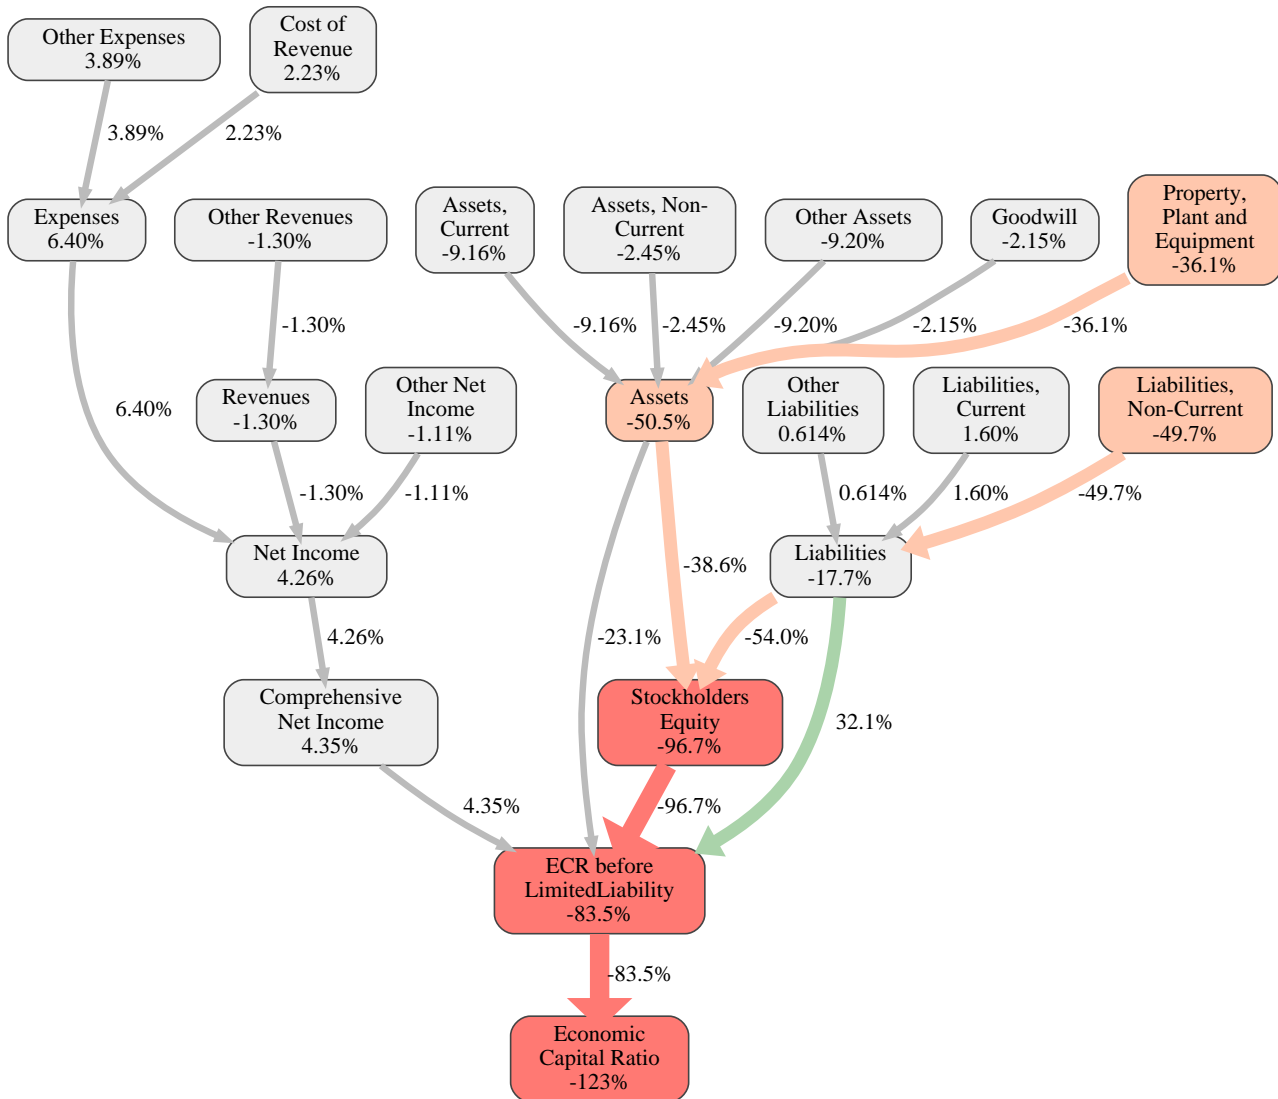 Other Expenses
3.89%
Cost of
Revenue
2.23%
3.89%
2.23%
Expenses
6.40%
Other Revenues
-1.30%
Assets,
Current
-9.16%
Assets, Non-
Current
-2.45%
Other Assets
-9.20%
Goodwill
-2.15%
Property,
Plant and
Equipment
-36.1%
-1.30%
-9.16%
-2.45%
-9.20%
-2.15%
-36.1%
6.40%
Revenues
-1.30%
Other Net
Income
-1.11%
Assets
-50.5%
Other
Liabilities
0.614%
Liabilities,
Current
1.60%
Liabilities,
Non-Current
-49.7%
-1.30%
-1.11%
0.614%
1.60%
-49.7%
Net Income
4.26%
-38.6%
Liabilities
-17.7%
4.26%
-23.1%
-54.0%
Comprehensive
Net Income
4.35%
Stockholders
Equity
-96.7%
32.1%
4.35%
-96.7%
ECR before
LimitedLiability
-83.5%
-83.5%
Economic
Capital Ratio
-123%